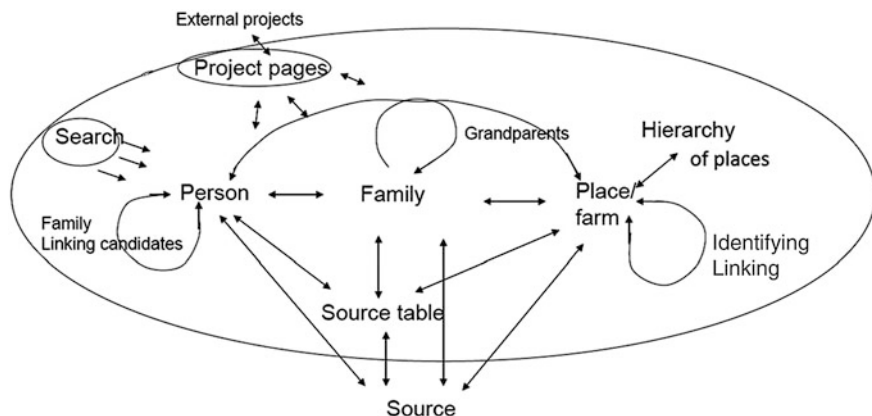 External projects
Project pages
Search
Grandparents
Hierarchy
of places
Person
Family
Place/
farm
Family
Linking candidates
Identifying
Linking
Source table
Source